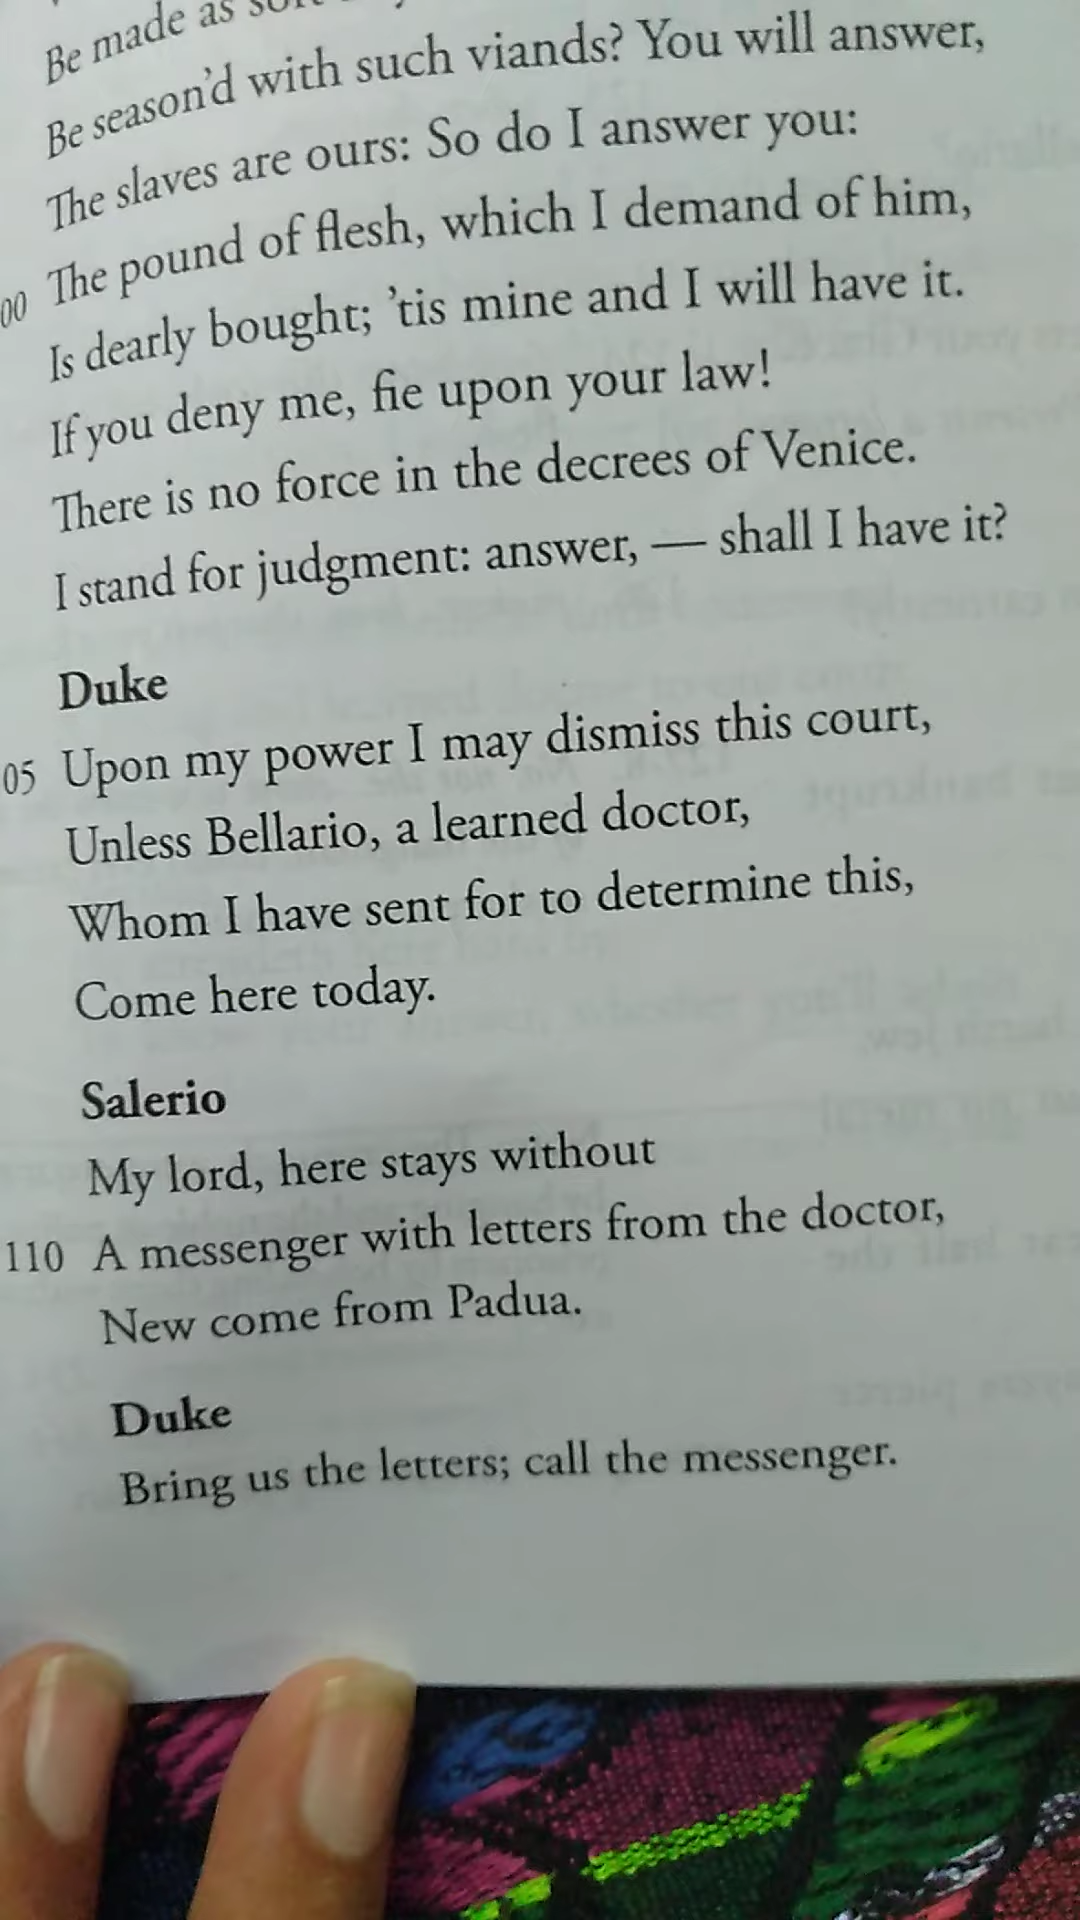 Be made as
Be season'd with such viands? You will answer,
The slaves are ours: So do I answer you:
The pound of flesh, which I demand of him,
00 Is dearly bought; 'tis mine and I will have it.
If you deny me, fie upon your law!
There is no force in the decrees of Venice.
I stand for judgment: answer, — shall I have it?
Duke
05 Upon my power I may dismiss this court,
Unless Bellario, a learned doctor,
Whom I have sent for to determine this,
Come here today.
Salerio
My lord, here stays without
110 A messenger with letters from the doctor,
New come from Padua.
Duke
Bring us the letters; call the messenger.